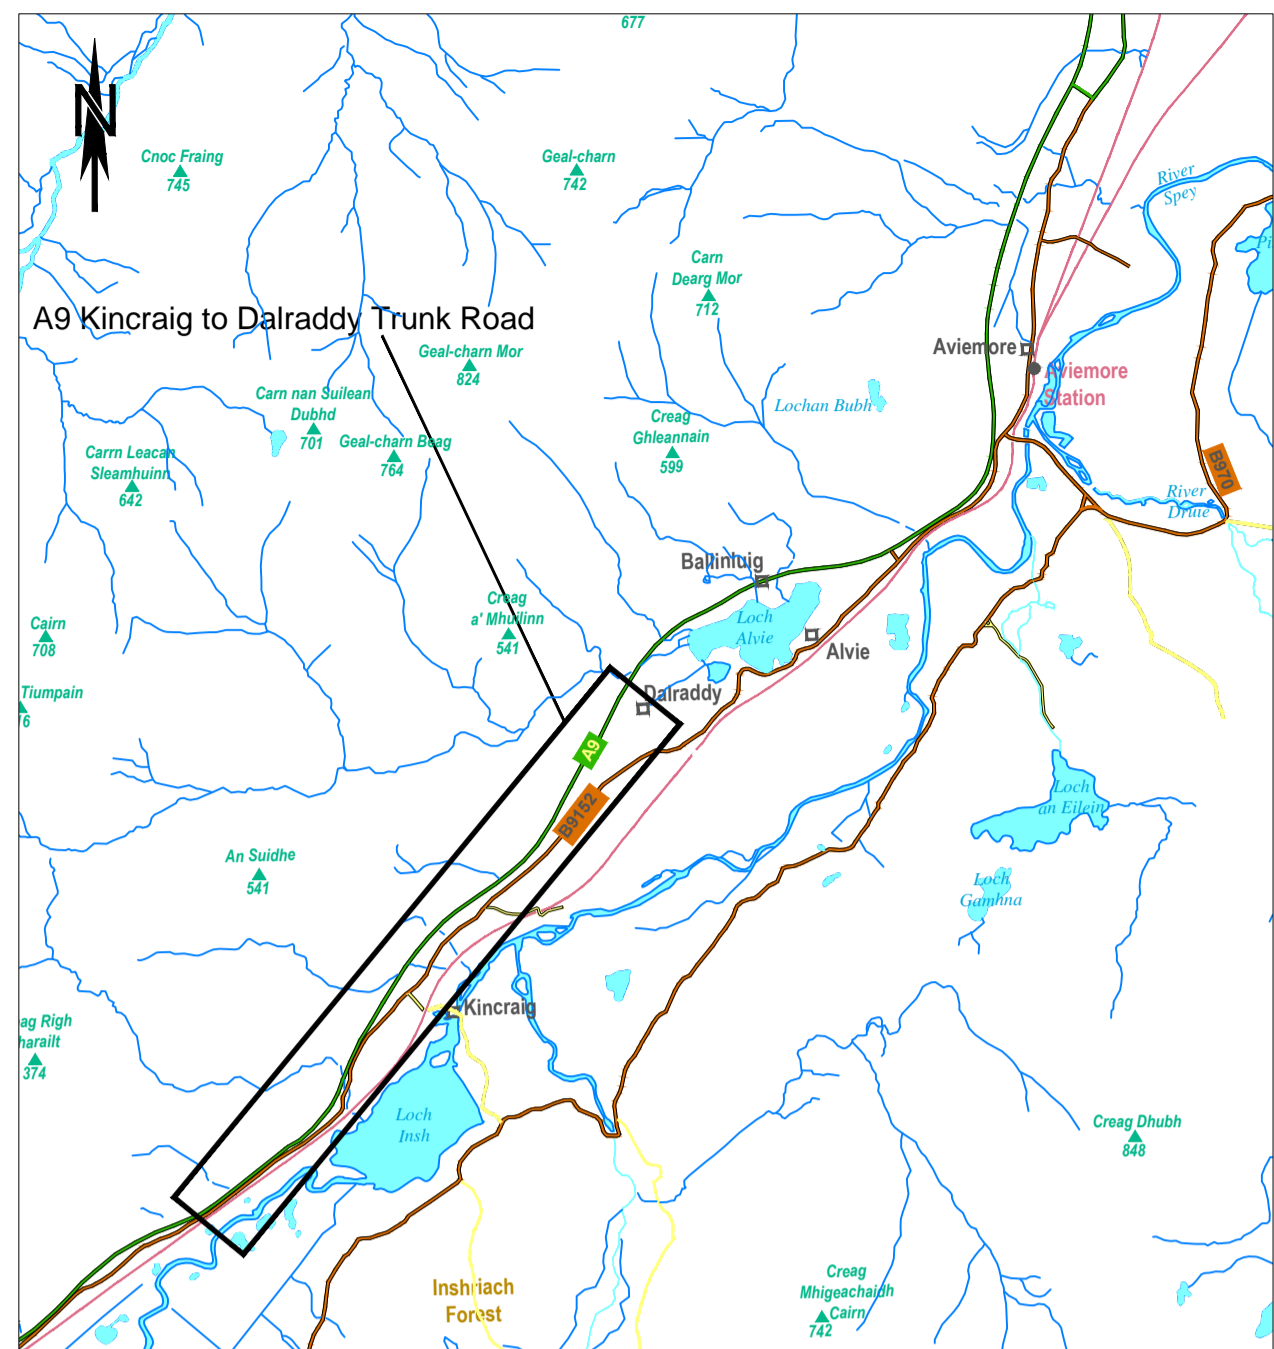 677
N
Cnoc Fraing
745
Geal-charn
742
River
Spey
Carn
Dearg Mor
712
A9 Kincraig to Dalraddy Trunk Road
Geal-charn Mor
824
Aviemore
Aviemore
Station
Carn nan Suilean
Dubhd
701
Geal-charn Beag
764
Lochan Bubh
Creag
Ghleannain
599
Carrn Leacan
Sleamhuinn
642
B970
River
Druie
Ballinluig
Creag
a' Mhuilinn
541
Loch
Alvie
Alvie
Cairn
708
Tiumpain
Dalraddy
A9
B9152
Loch
an Eilein
An Suidhe
541
Loch
Gamhna
Kincraig
ag Righ
harailt
374
Loch
Insh
Creag Dhubh
848
Inshriach
Forest
Creag
Mhigeachaidh
Cairn
742